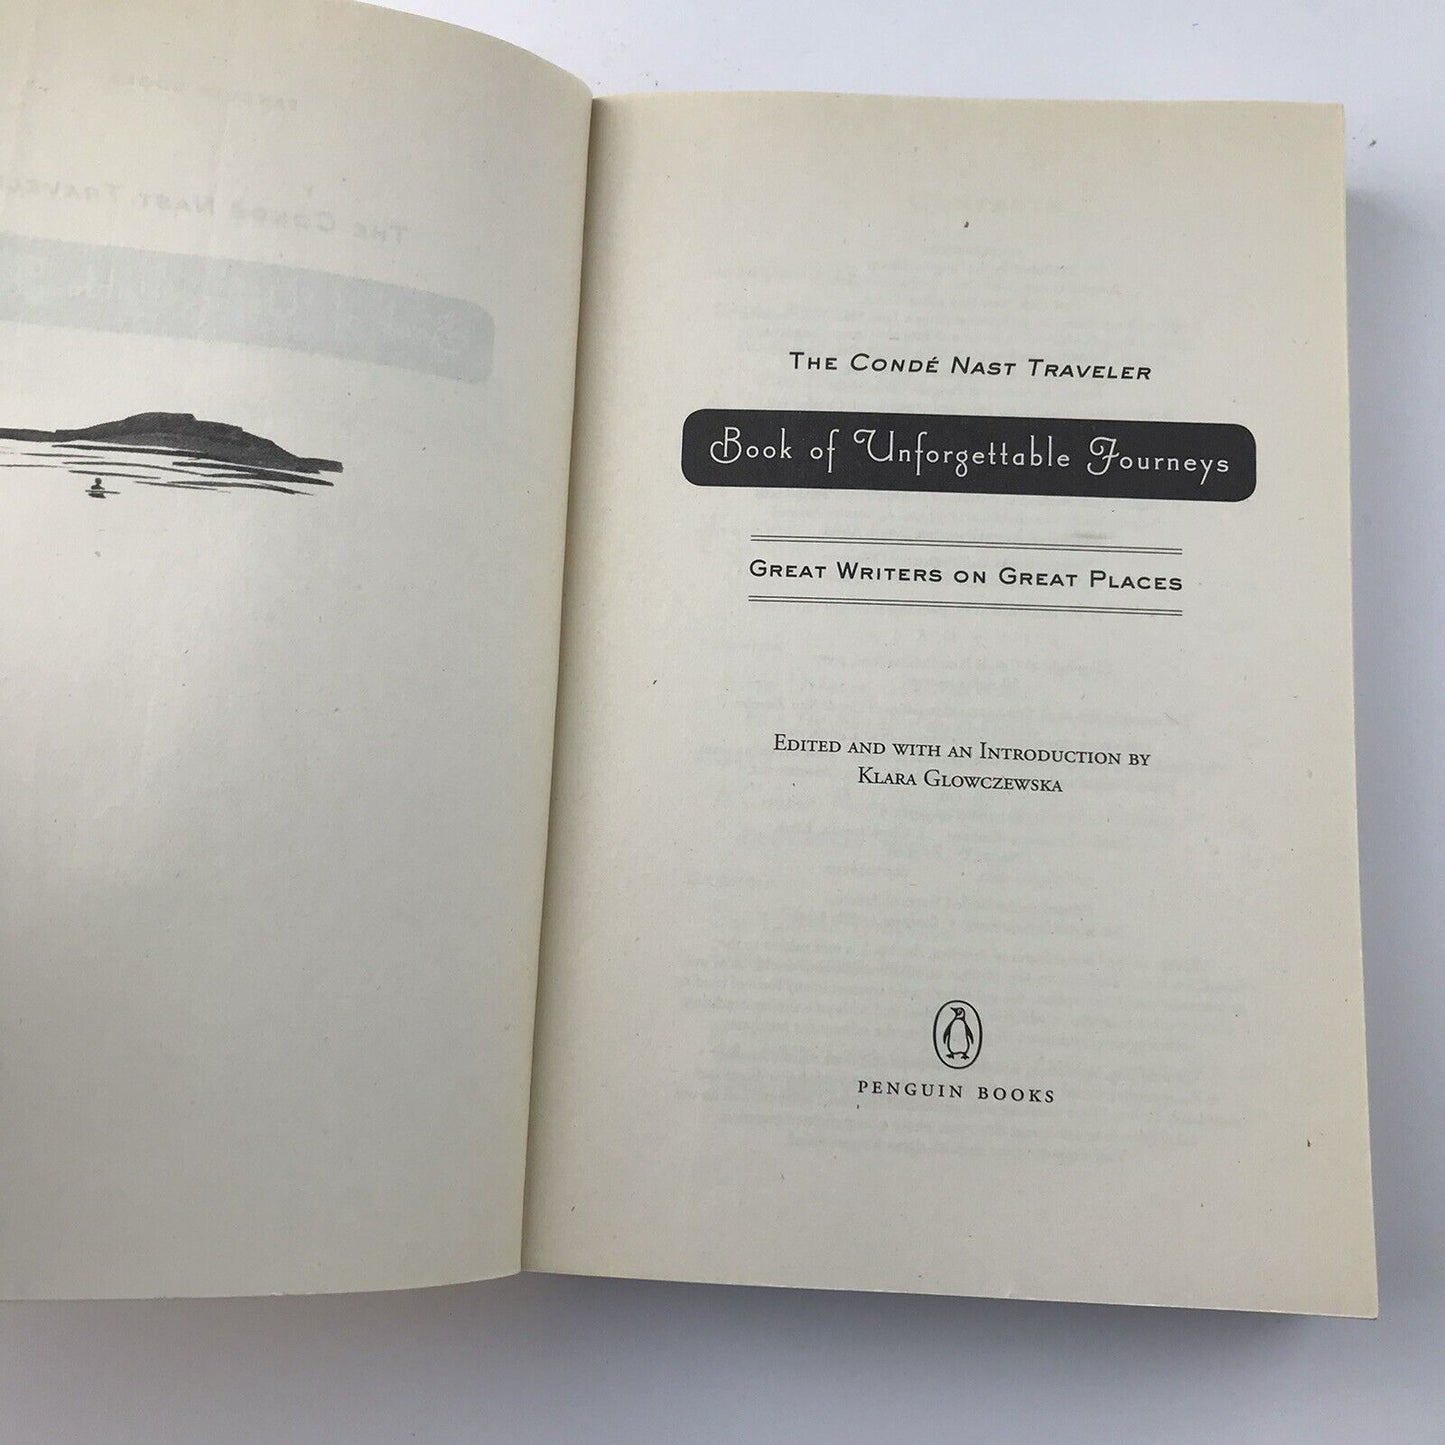 The Condé Nast Traveler
Book of Unforgettable Journeys
Great Writers on Great Places
Edited and with an Introduction by
Klara Glowczewska
PENGUIN BOOKS